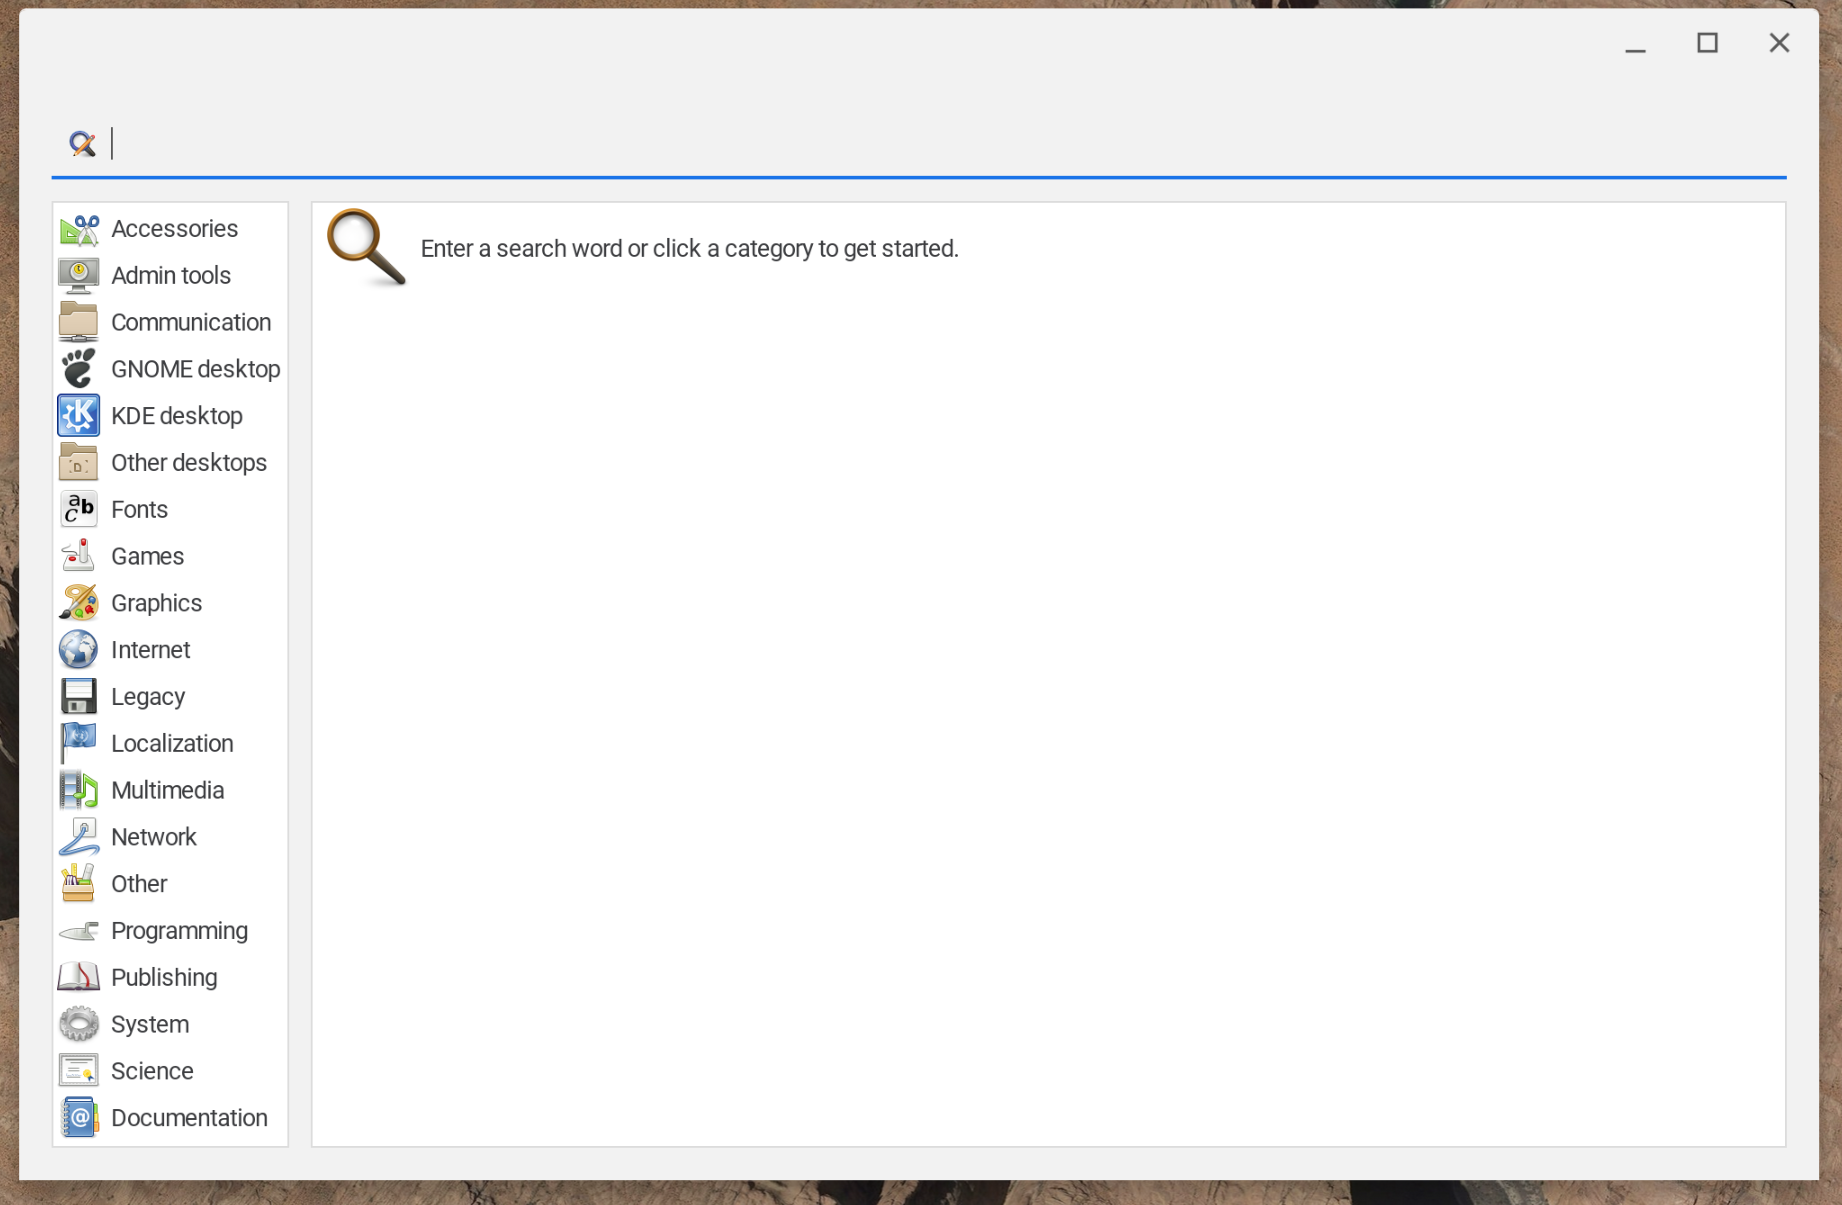 Enter a search word or click a category to get started.
Accessories
Admin tools
Communication
GNOME desktop
KDE desktop
Other desktops
Fonts
Games
Graphics
Internet
Legacy
Localization
Multimedia
Network
Other
Programming
Publishing
System
Science
Documentation